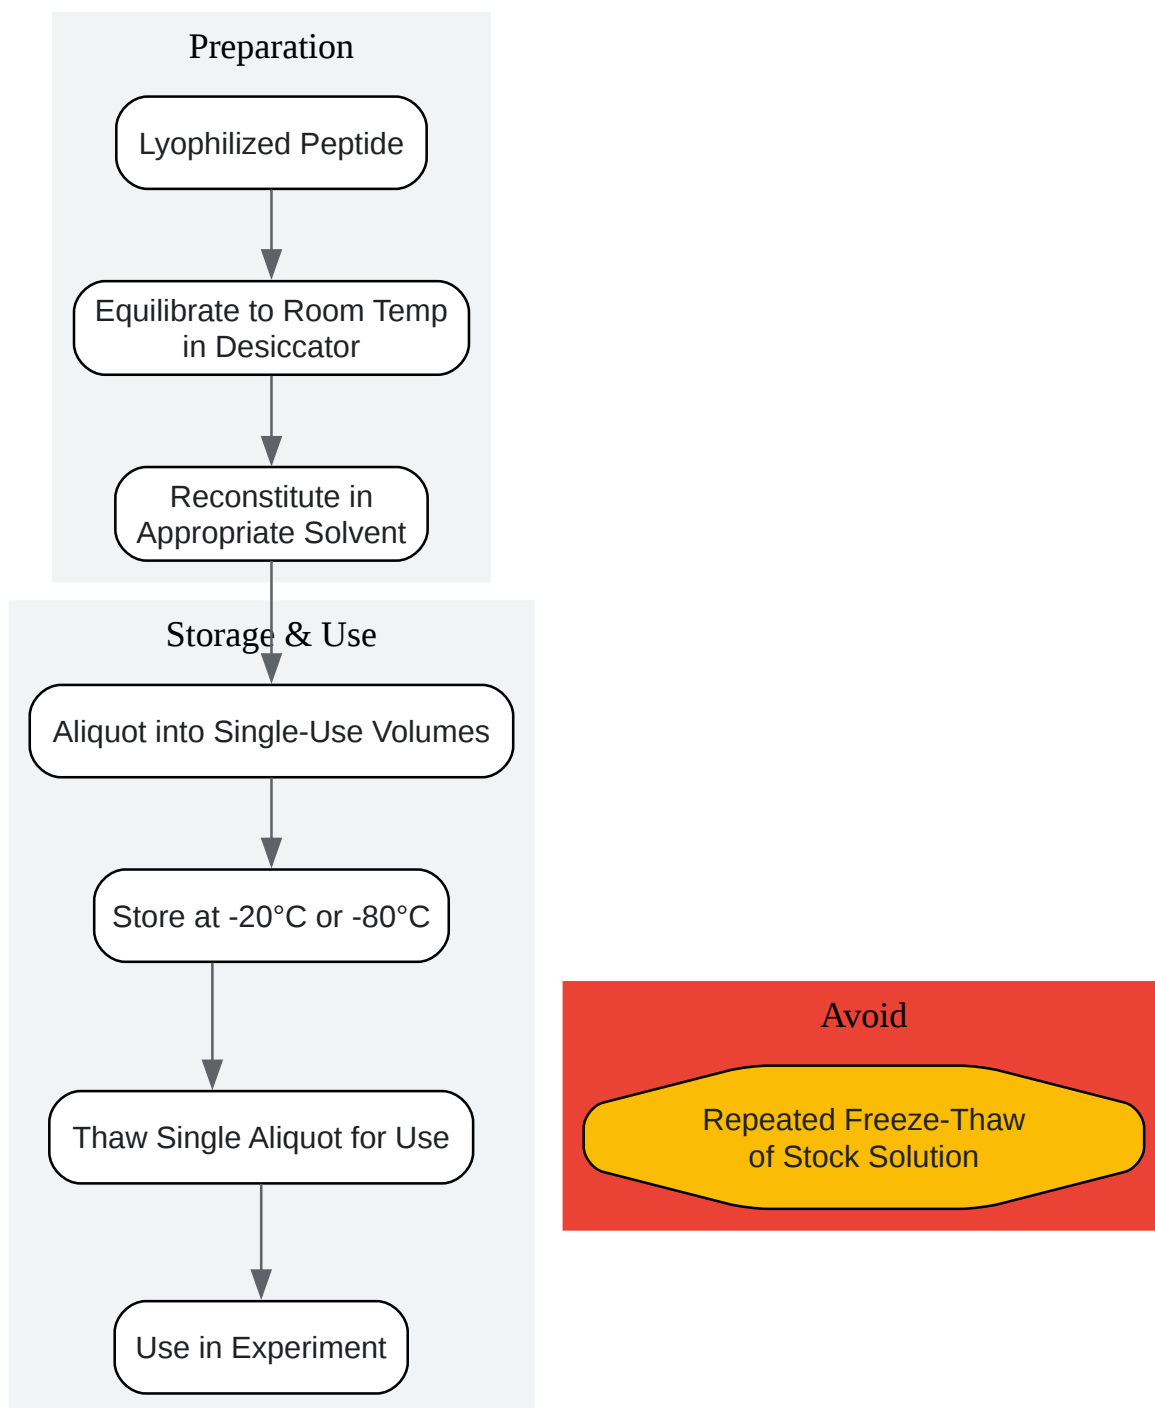 Preparation
Lyophilized Peptide
Equilibrate to Room Temp
in Desiccator
Reconstitute in
Appropriate Solvent
Storage & Use
Aliquot into Single-Use Volumes
Store at -20°C or -80°C
Thaw Single Aliquot for Use
Use in Experiment
Avoid
Repeated Freeze-Thaw
of Stock Solution